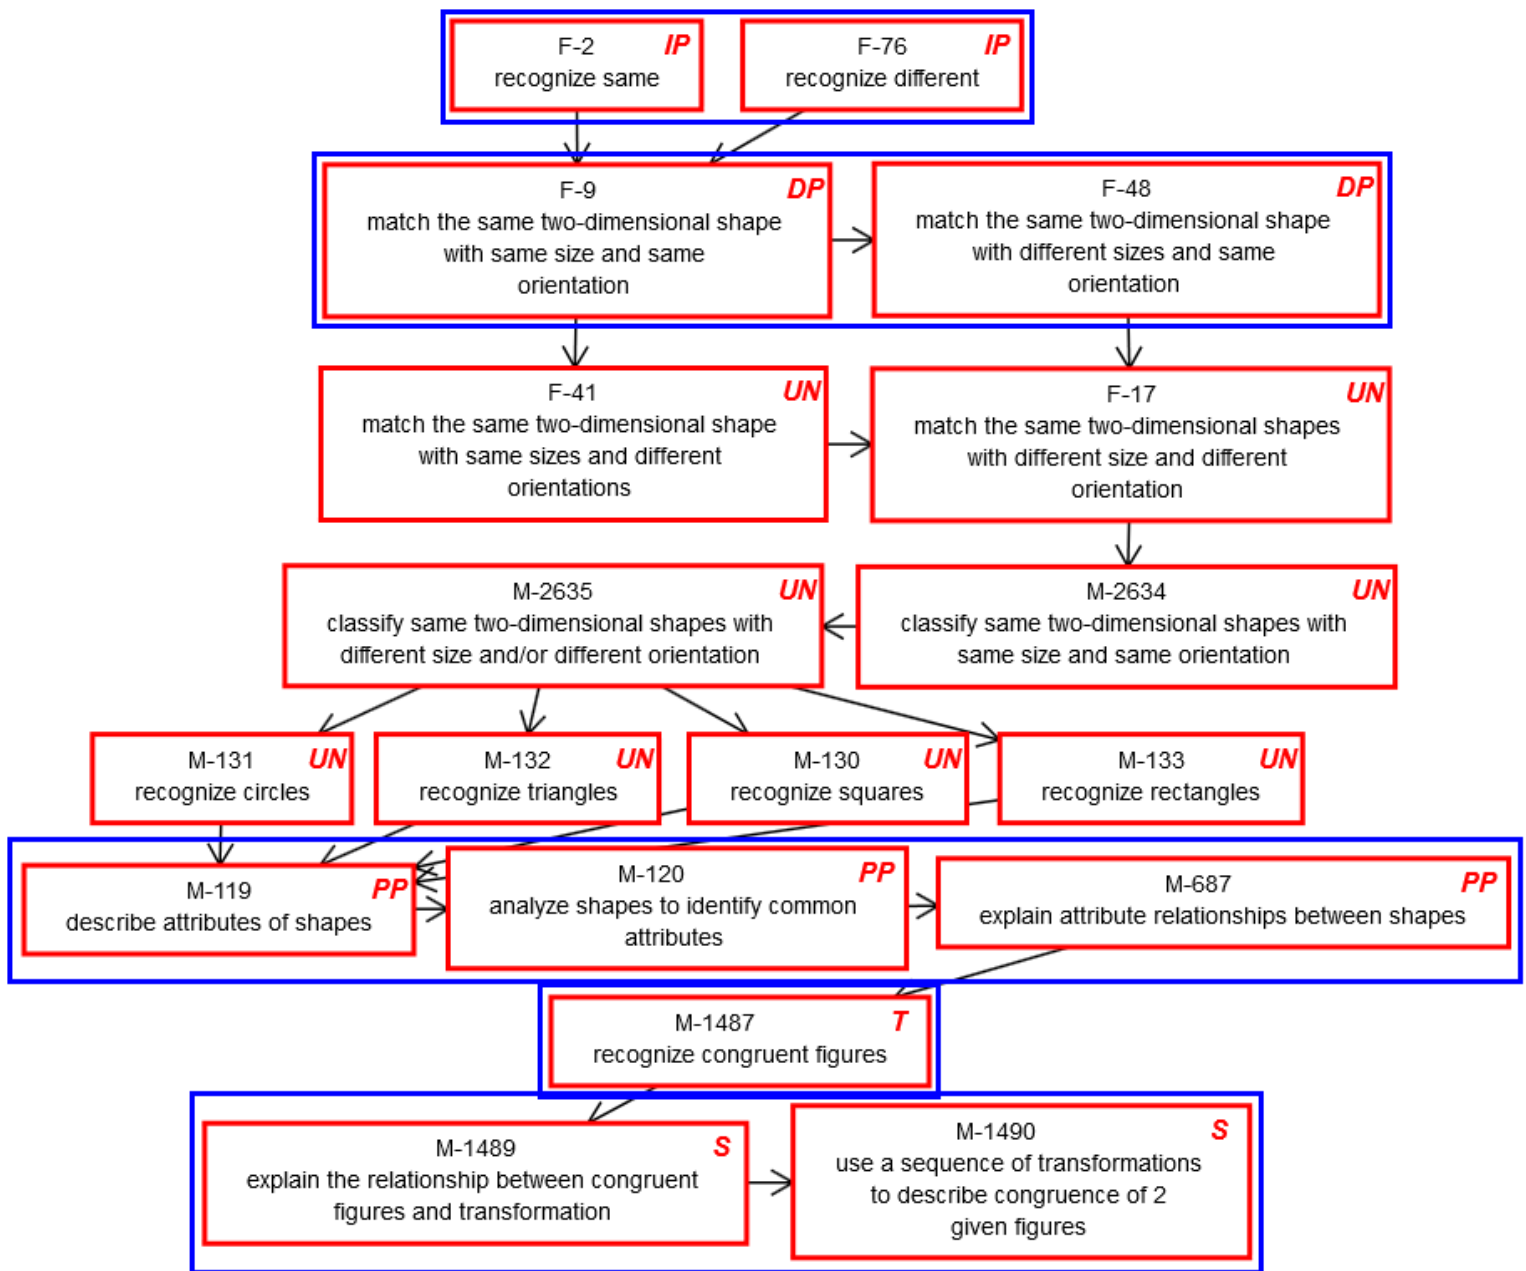 F-2
IP
recognize same
F-76
IP
recognize different
F-9
DP
match the same two-dimensional shape
with same size and same
orientation
F-48
DP
match the same two-dimensional shape
with different sizes and same
orientation
F-41
UN
match the same two-dimensional shape
with same sizes and different
orientations
F-17
UN
match the same two-dimensional shapes
with different size and different
orientation
M-2635
UN
classify same two-dimensional shapes with
different size and/or different orientation
M-2634
UN
classify same two-dimensional shapes with
same size and same orientation
M-131
UN
recognize circles
M-132
UN
recognize triangles
M-130
UN
recognize squares
M-133
UN
recognize rectangles
M-119
PP
describe attributes of shapes
M-120
PP
analyze shapes to identify common
attributes
M-687
PP
explain attribute relationships between shapes
M-1487
T
recognize congruent figures
M-1489
S
explain the relationship between congruent
figures and transformation
M-1490
S
use a sequence of transformations
to describe congruence of 2
given figures